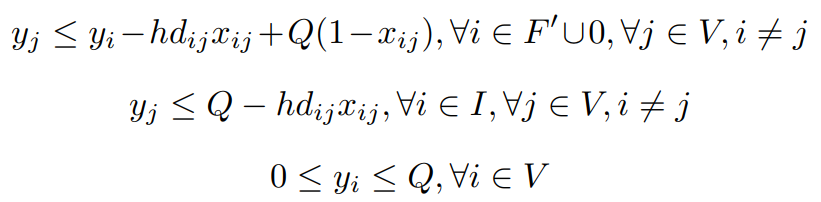 y_j ≤ y_i − hd_{ij}x_{ij} + Q(1 − x_{ij}), ∀i ∈ F′ ∪ 0, ∀j ∈ V, i ≠ j
y_j ≤ Q − hd_{ij}x_{ij}, ∀i ∈ I, ∀j ∈ V, i ≠ j
0 ≤ y_i ≤ Q, ∀i ∈ V